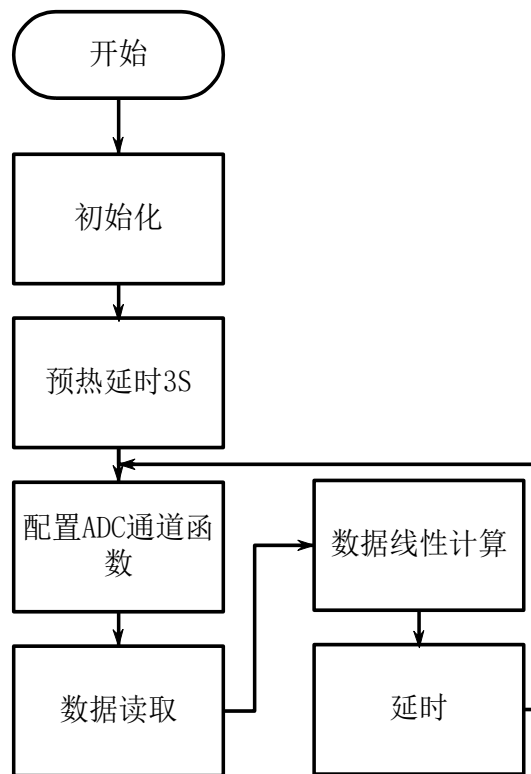 开始
初始化
预热延时3S
配置ADC通道函
数
数据读取
数据线性计算
延时